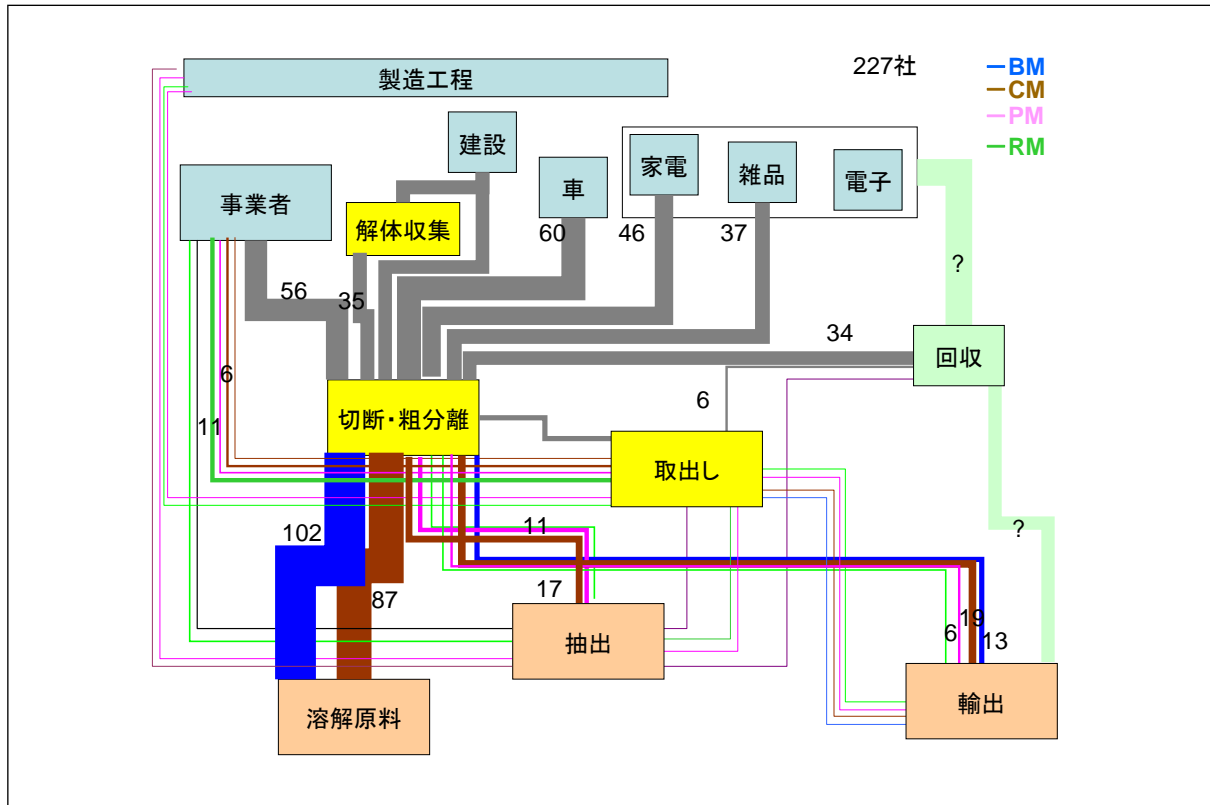 製造工程
227社
BM
CM
PM
RM
建設
事業者
解体収集
車
家電
雑品
電子
60
46
37
?
56
35
34
回収
6
6
11
切断・粗分離
取出し
102
11
?
87
17
抽出
6
19
13
溶解原料
輸出